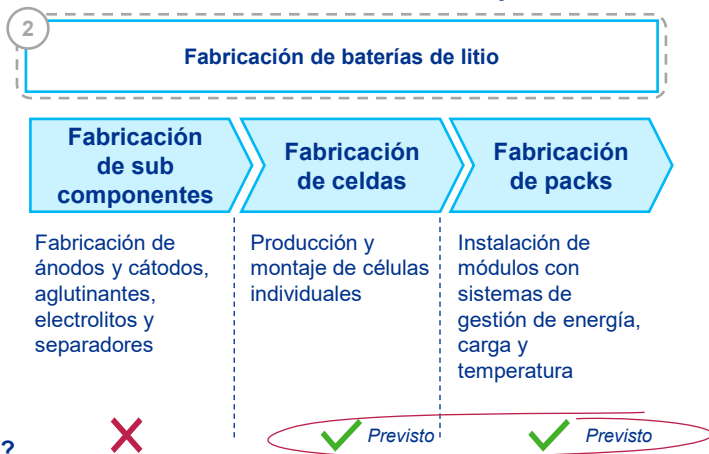 2
Fabricación de baterías de litio
Fabricación
de sub
componentes
Fabricación
de celdas
Fabricación
de packs
Fabricación de
ánodos y cátodos,
aglutinantes,
electrolitos y
separadores
Producción y
montaje de células
individuales
Instalación de
módulos con
sistemas de
gestión de energía,
carga y
temperatura
?
Previsto
Previsto